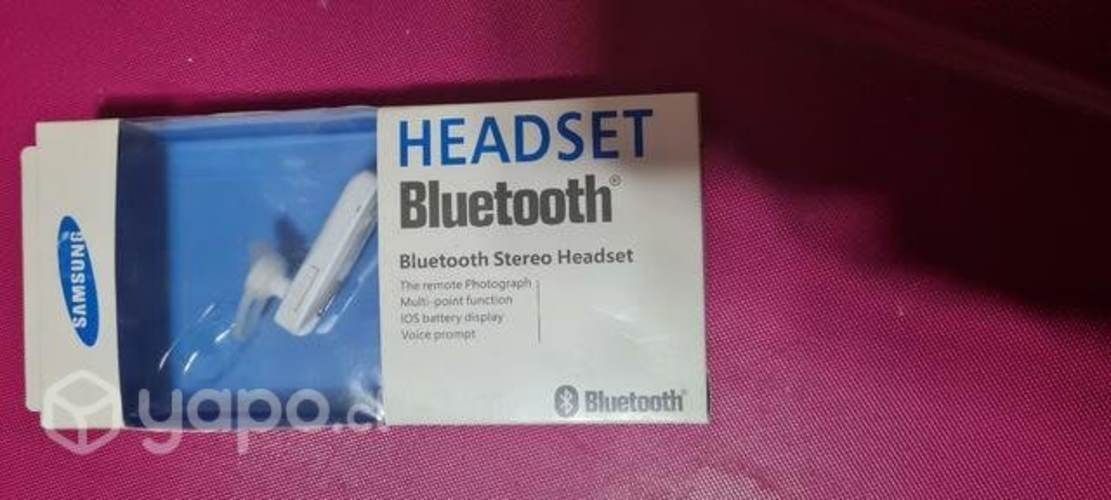 SAMSUNG
HEADSET
Bluetooth®
Bluetooth Stereo Headset
The remote Photograph
Multi-point function
IOS battery display
Voice prompt
Bluetooth®
yapo.cl